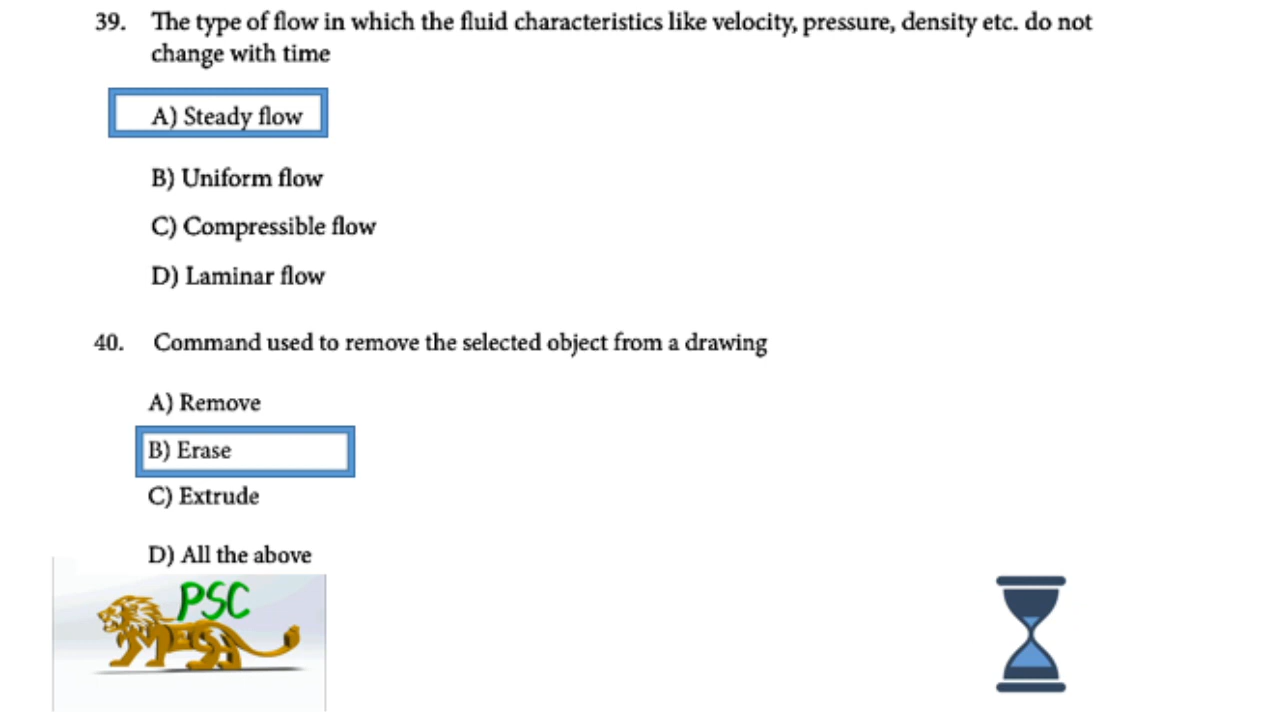 39. The type of flow in which the fluid characteristics like velocity, pressure, density etc. do not
change with time
A) Steady flow
B) Uniform flow
C) Compressible flow
D) Laminar flow
40. Command used to remove the selected object from a drawing
A) Remove
B) Erase
C) Extrude
D) All the above
PSC